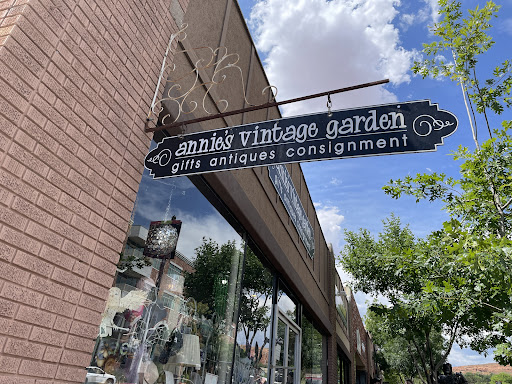 annie's vintage garden
gifts antiques consignment